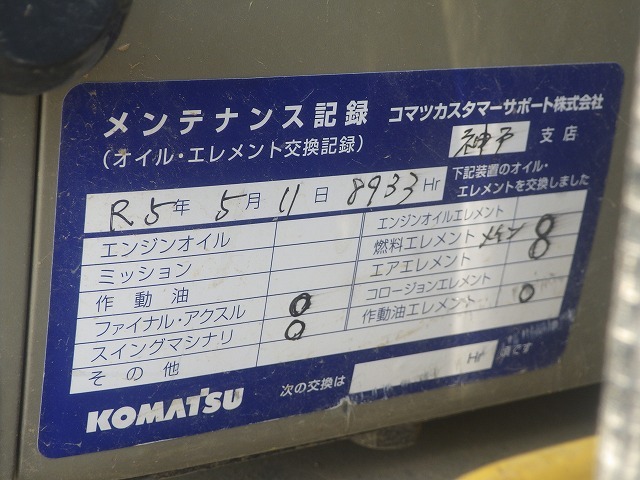 メンテナンス記録
(オイル・エレメント交換記録)
コマツカスタマーサポート株式会社
神戸 支店
下記装置のオイル・
エレメントを交換しました
R5年 5月 11日 8933 Hr
エンジンオイル
ミッション
作動油
ファイナル・アクスル
スイングマシナリ
その他
エンジンオイルエレメント
燃料エレメント メイン
エアエレメント
コロージョンエレメント
作動油エレメント
次の交換は Hr 頃です
KOMATSU